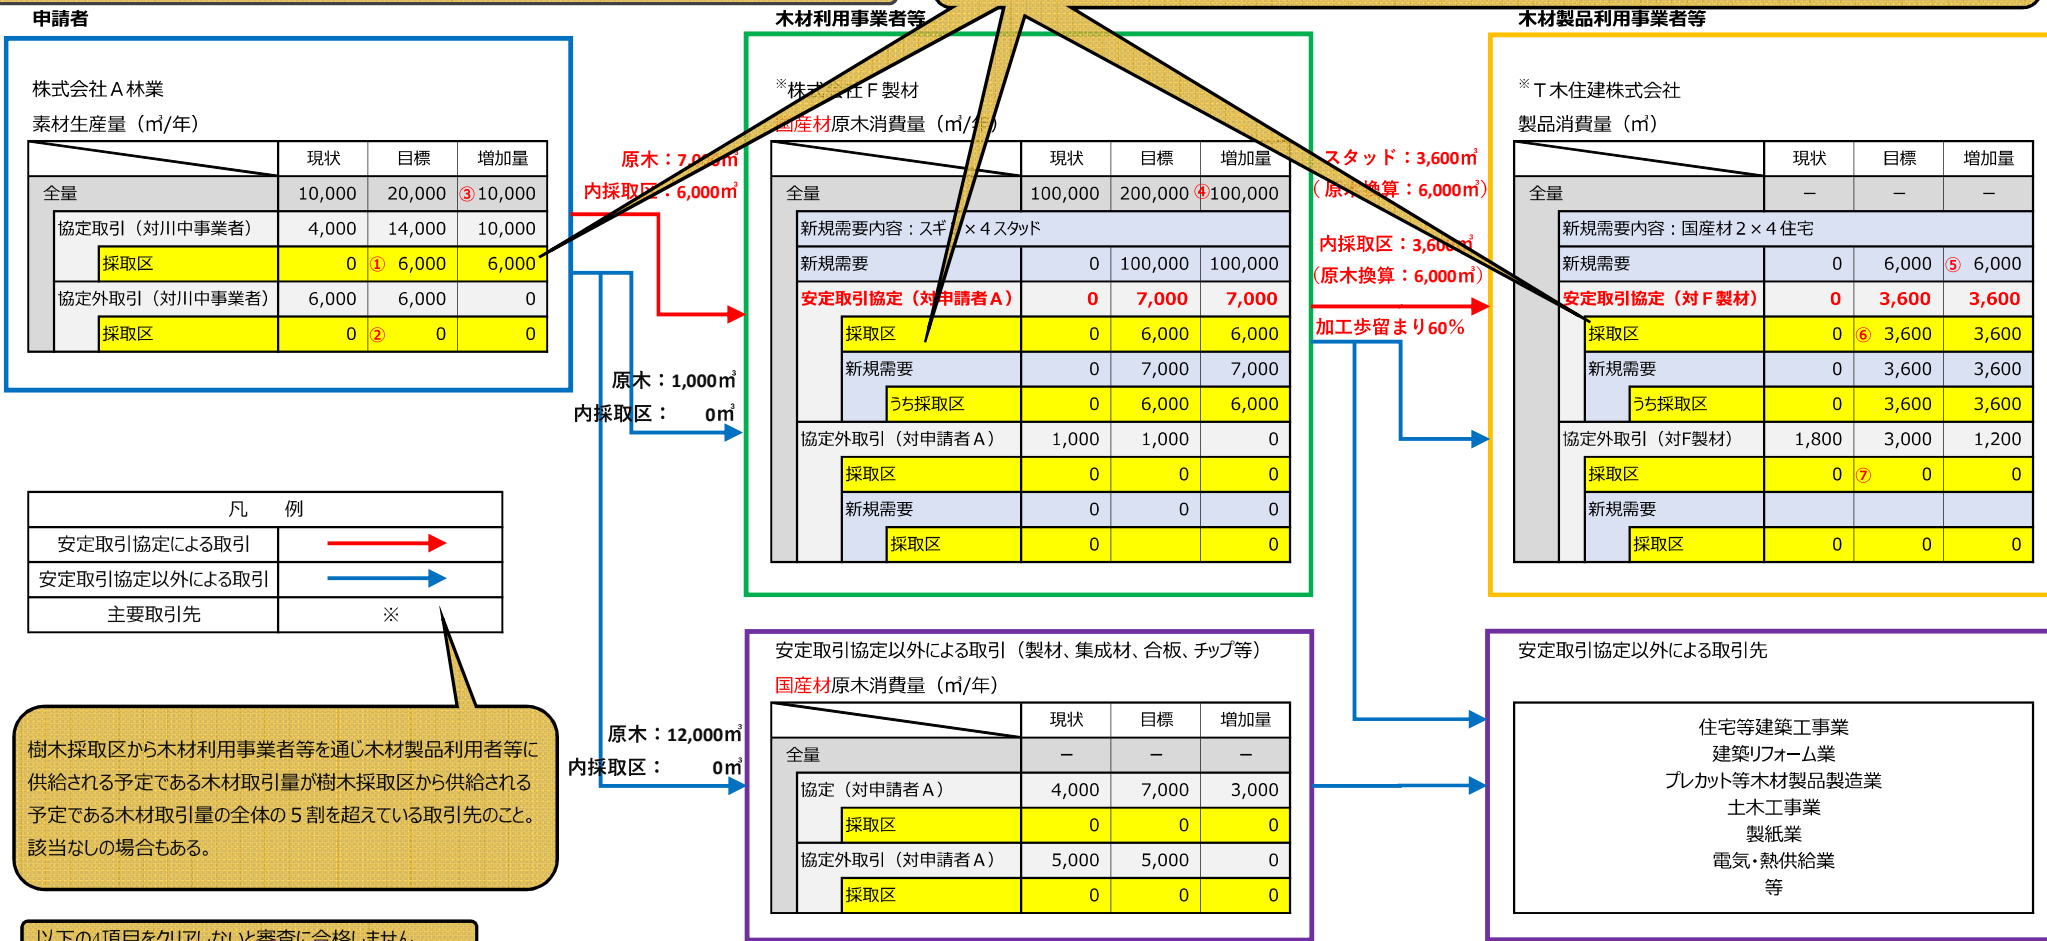 申請者
株式会社A林業
素材生産量（㎥/年）
現状 目標 増加量
全量 10,000 20,000 ③10,000
協定取引（対川中事業者） 4,000 14,000 10,000
採取区 0 ① 6,000 6,000
協定外取引（対川中事業者） 6,000 6,000 0
採取区 0 ② 0 0
原木：7,000㎥
内採取区：6,000㎥
原木：1,000㎥
内採取区： 0㎥
原木：12,000㎥
内採取区： 0㎥
凡 例
安定取引協定による取引
安定取引協定以外による取引
主要取引先 ※
樹木採取区から木材利用事業者等を通じ木材製品利用者等に
供給される予定である木材取引量が樹木採取区から供給される
予定である木材取引量の全体の５割を超えている取引先のこと。
該当なしの場合もある。
以下の4項目をクリアしないと審査に合格しません
木材利用事業者等
※株式会社F製材
国産材原木消費量（㎥/年）
現状 目標 増加量
全量 100,000 200,000 ④100,000
新規需要内容：スギ２×４スタッド
新規需要 0 100,000 100,000
安定取引協定（対申請者A） 0 7,000 7,000
採取区 0 6,000 6,000
新規需要 0 7,000 7,000
うち採取区 0 6,000 6,000
協定外取引（対申請者A） 1,000 1,000 0
採取区 0 0 0
新規需要 0 0 0
採取区 0 0
スタッド：3,600㎥
（原木換算：6,000㎥）
内採取区：3,600㎥
（原木換算：6,000㎥）
加工歩留まり60%
安定取引協定以外による取引（製材、集成材、合板、チップ等）
国産材原木消費量（㎥/年）
現状 目標 増加量
全量 － － －
協定（対申請者A） 4,000 7,000 3,000
採取区 0 0 0
協定外取引（対申請者A） 5,000 5,000 0
採取区 0 0 0
木材製品利用事業者等
※T木住建株式会社
製品消費量（㎥）
現状 目標 増加量
全量 － － －
新規需要内容：国産材２×４住宅
新規需要 0 6,000 ⑤ 6,000
安定取引協定（対F製材） 0 3,600 3,600
採取区 0 ⑥ 3,600 3,600
新規需要 0 3,600 3,600
うち採取区 0 3,600 3,600
協定外取引（対F製材） 1,800 3,000 1,200
採取区 0 ⑦ 0 0
新規需要
採取区 0 0 0
安定取引協定以外による取引先
住宅等建築工事業
建築リフォーム業
プレカット等木材製品製造業
土木工事業
製紙業
電気・熱供給業
等